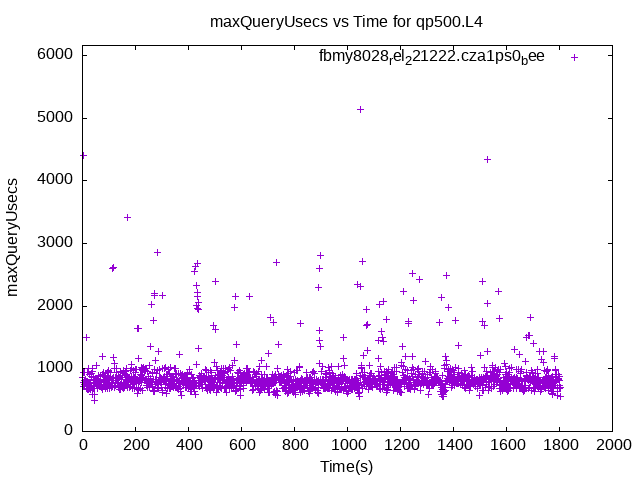 maxQueryUsecs vs Time for qp500.L4
fbmy8028rel221222.cza1ps0bee
6000
5000
4000
3000
2000
1000
0
maxQueryUsecs
0 200 400 600 800 1000 1200 1400 1600 1800 2000
Time(s)